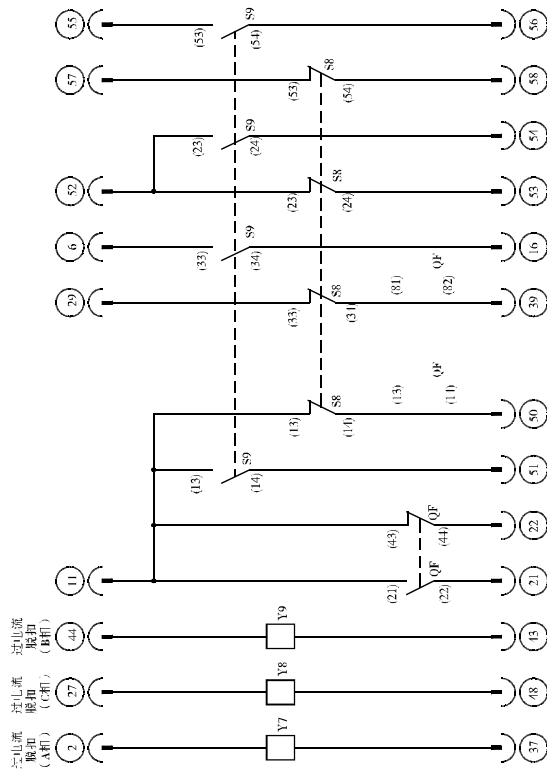 55
(53)
S9
(54)
56
57
(53)
S8
(54)
58
(23)
S9
(24)
54
52
(23)
S8
(24)
53
6
(33)
S9
(34)
16
29
(33)
S8
(34)
(81)
QF
(82)
39
(13)
S8
(14)
(13)
QF
(14)
50
(13)
S9
(14)
51
(43)
QF
(44)
22
11
(21)
QF
(22)
21
过电流
脱扣
(B相)
44
Y9
43
过电流
脱扣
(C相)
27
Y8
48
过电流
脱扣
(A相)
2
Y7
37